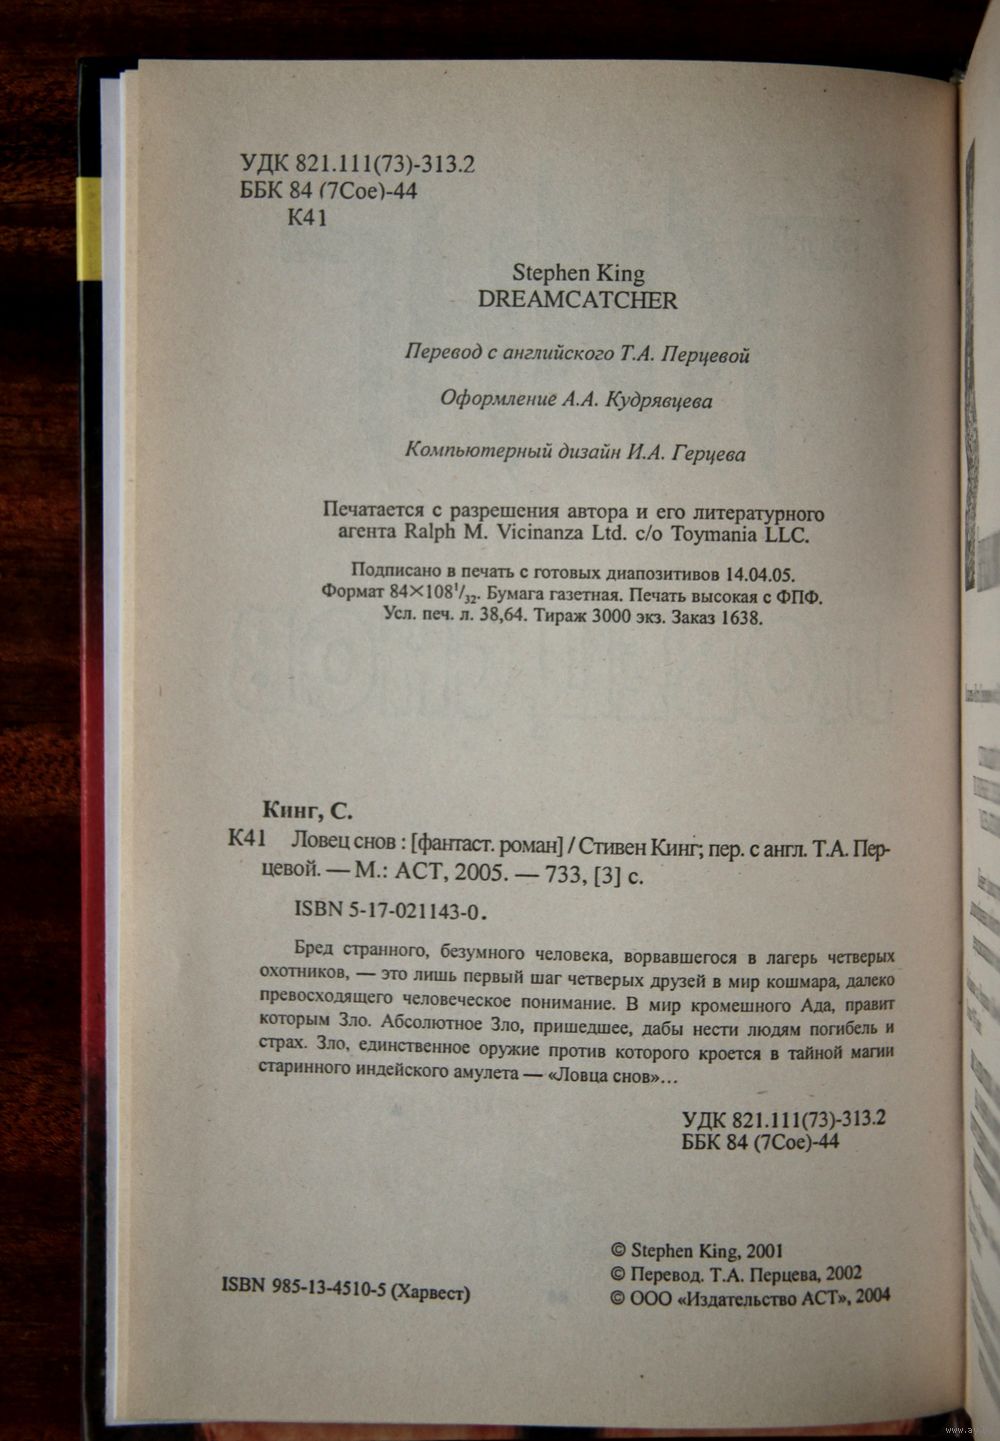 УДК 821.111(73)-313.2
ББК 84 (7Сое)-44
К41
Stephen King
DREAMCATCHER
Перевод с английского Т.А. Перцевой
Оформление А.А. Кудрявцева
Компьютерный дизайн И.А. Герцева
Печатается с разрешения автора и его литературного
агента Ralph M. Vicinanza Ltd. c/o Toymania LLC.
Подписано в печать с готовых диапозитивов 14.04.05.
Формат 84×108¹/₃₂. Бумага газетная. Печать высокая с ФПФ.
Усл. печ. л. 38,64. Тираж 3000 экз. Заказ 1638.
Кинг, С.
К41 Ловец снов : [фантаст. роман] / Стивен Кинг; пер. с англ. Т.А. Пер-
цевой. — М.: АСТ, 2005. — 733, [3] с.
ISBN 5-17-021143-0.
Бред странного, безумного человека, ворвавшегося в лагерь четверых
охотников, — это лишь первый шаг четверых друзей в мир кошмара, далеко
превосходящего человеческое понимание. В мир кромешного Ада, правит
которым Зло. Абсолютное Зло, пришедшее, дабы нести людям погибель и
страх. Зло, единственное оружие против которого кроется в тайной магии
старинного индейского амулета — «Ловца снов»...
УДК 821.111(73)-313.2
ББК 84 (7Сое)-44
© Stephen King, 2001
© Перевод. Т.А. Перцева, 2002
© ООО «Издательство АСТ», 2004
ISBN 985-13-4510-5 (Харвест)